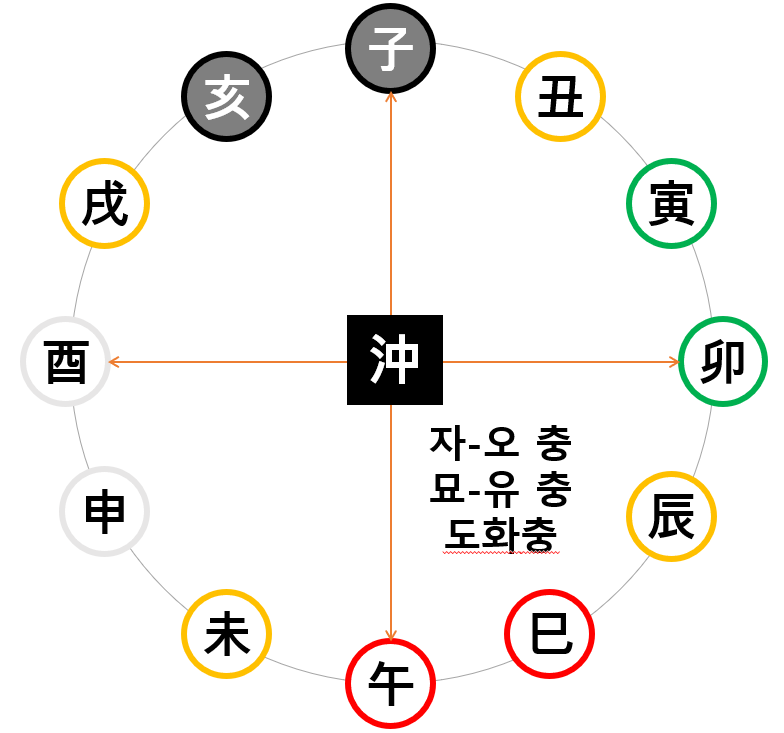 子
亥
丑
戌
寅
酉
沖
卯
자-오 충
묘-유 충
도화충
申
辰
未
巳
午